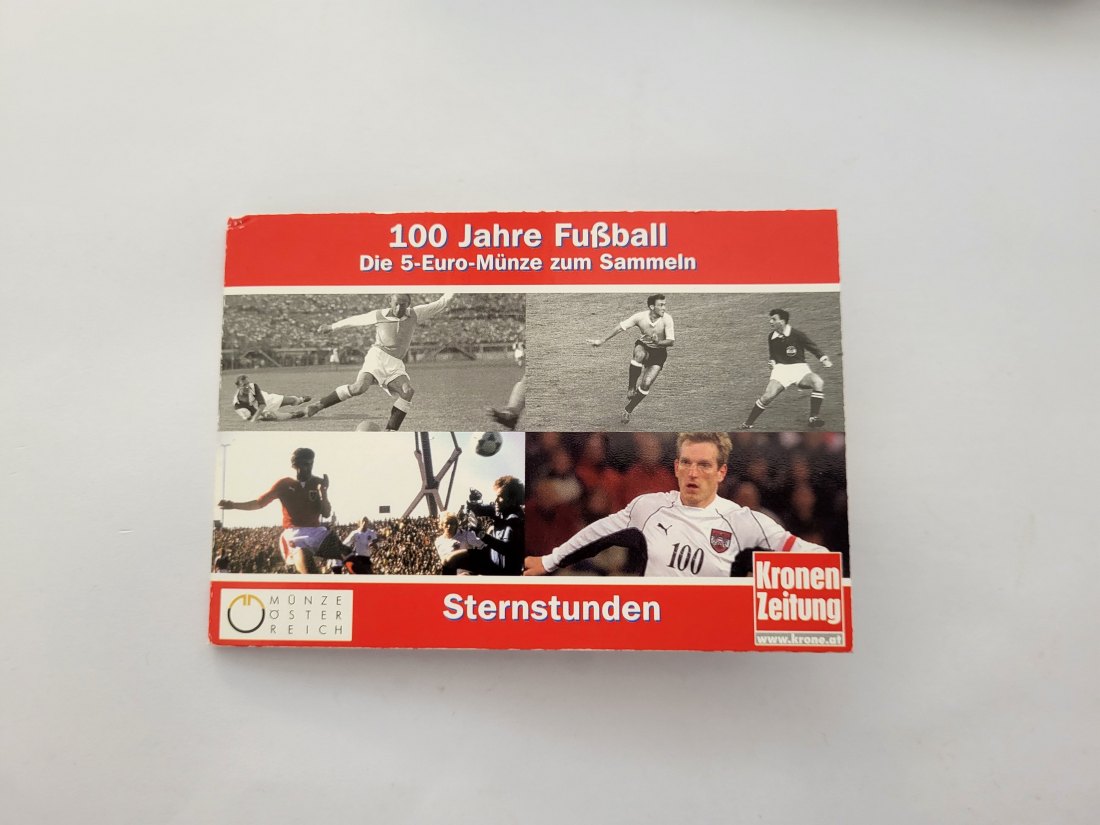 100 Jahre Fußball
Die 5-Euro-Münze zum Sammeln
100
MÜNZE
ÖSTER
REICH
Sternstunden
Kronen
Zeitung
www.krone.at